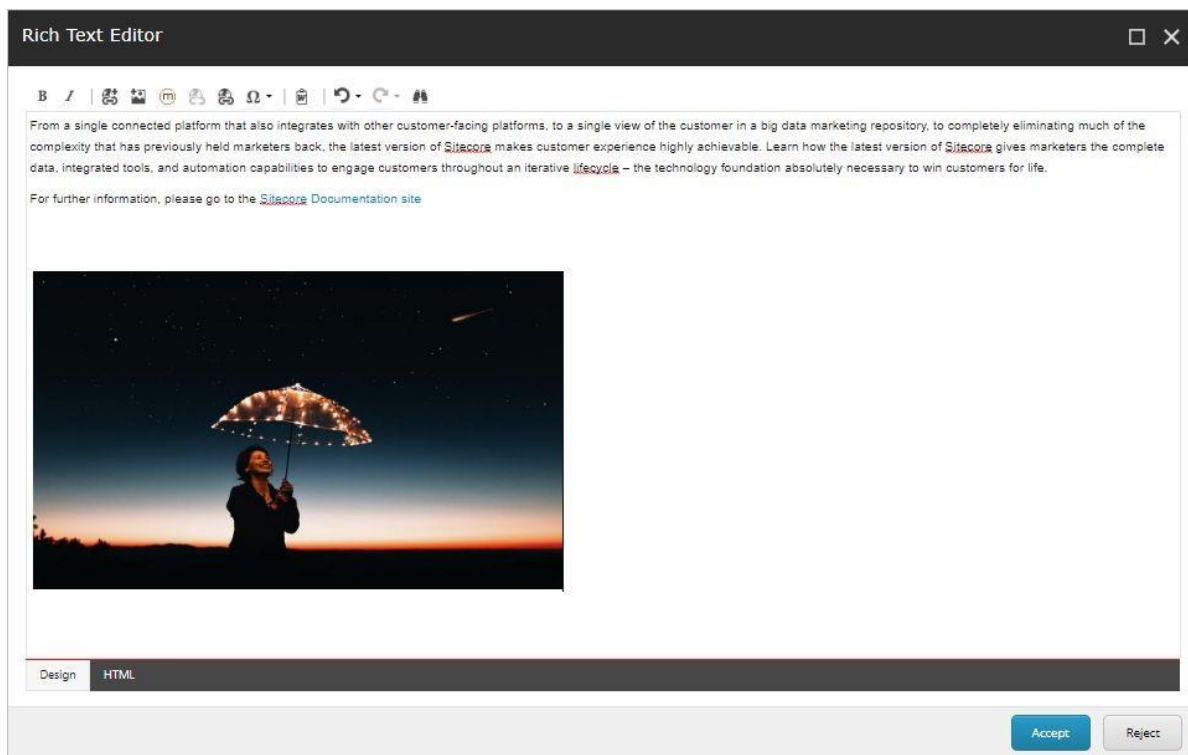 Rich Text Editor
B I m Ω W
From a single connected platform that also integrates with other customer-facing platforms, to a single view of the customer in a big data marketing repository, to completely eliminating much of the
complexity that has previously held marketers back, the latest version of Sitecore makes customer experience highly achievable. Learn how the latest version of Sitecore gives marketers the complete
data, integrated tools, and automation capabilities to engage customers throughout an iterative lifecycle – the technology foundation absolutely necessary to win customers for life.
For further information, please go to the Sitecore Documentation site
Design HTML
Accept Reject